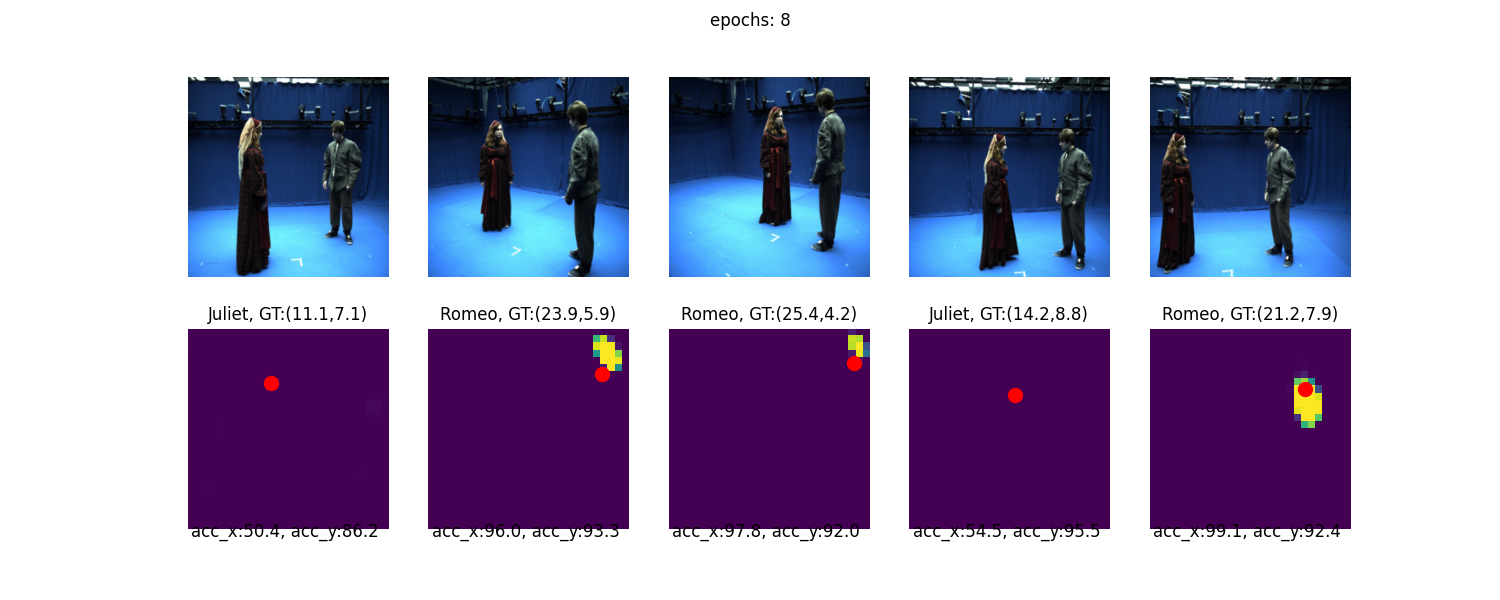 epochs: 8
Juliet, GT:(11.1,7.1)
Romeo, GT:(23.9,5.9)
Romeo, GT:(25.4,4.2)
Juliet, GT:(14.2,8.8)
Romeo, GT:(21.2,7.9)
acc_x:50.4, acc_y:86.2
acc_x:96.0, acc_y:93.3
acc_x:97.8, acc_y:92.0
acc_x:54.5, acc_y:95.5
acc_x:99.1, acc_y:92.4